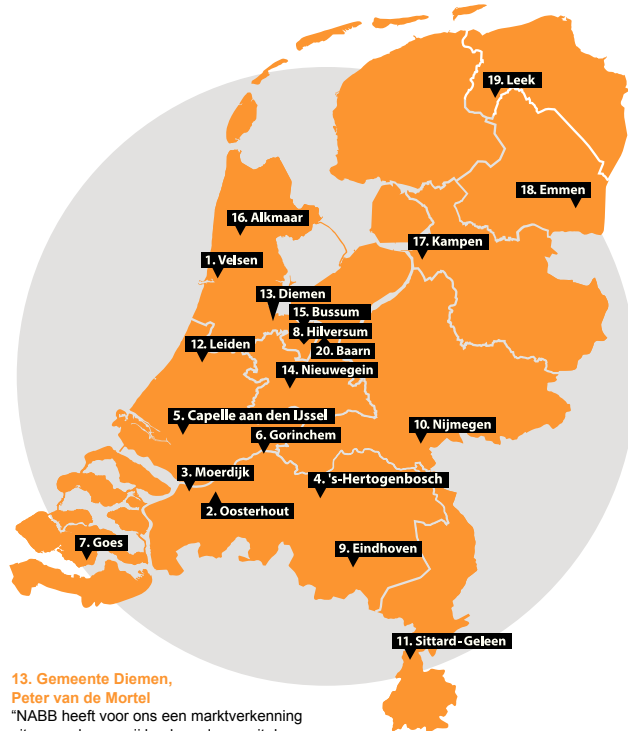 19. Leek
18. Emmen
16. Alkmaar
17. Kampen
1. Velsen
13. Diemen
15. Bussum
8. Hilversum
12. Leiden
20. Baarn
14. Nieuwegein
5. Capelle aan den IJssel
10. Nijmegen
6. Gorinchem
3. Moerdijk
4. 's-Hertogenbosch
2. Oosterhout
7. Goes
9. Eindhoven
11. Sittard-Geleen
13. Gemeente Diemen,
Peter van de Mortel
“NABB heeft voor ons een marktverkenning